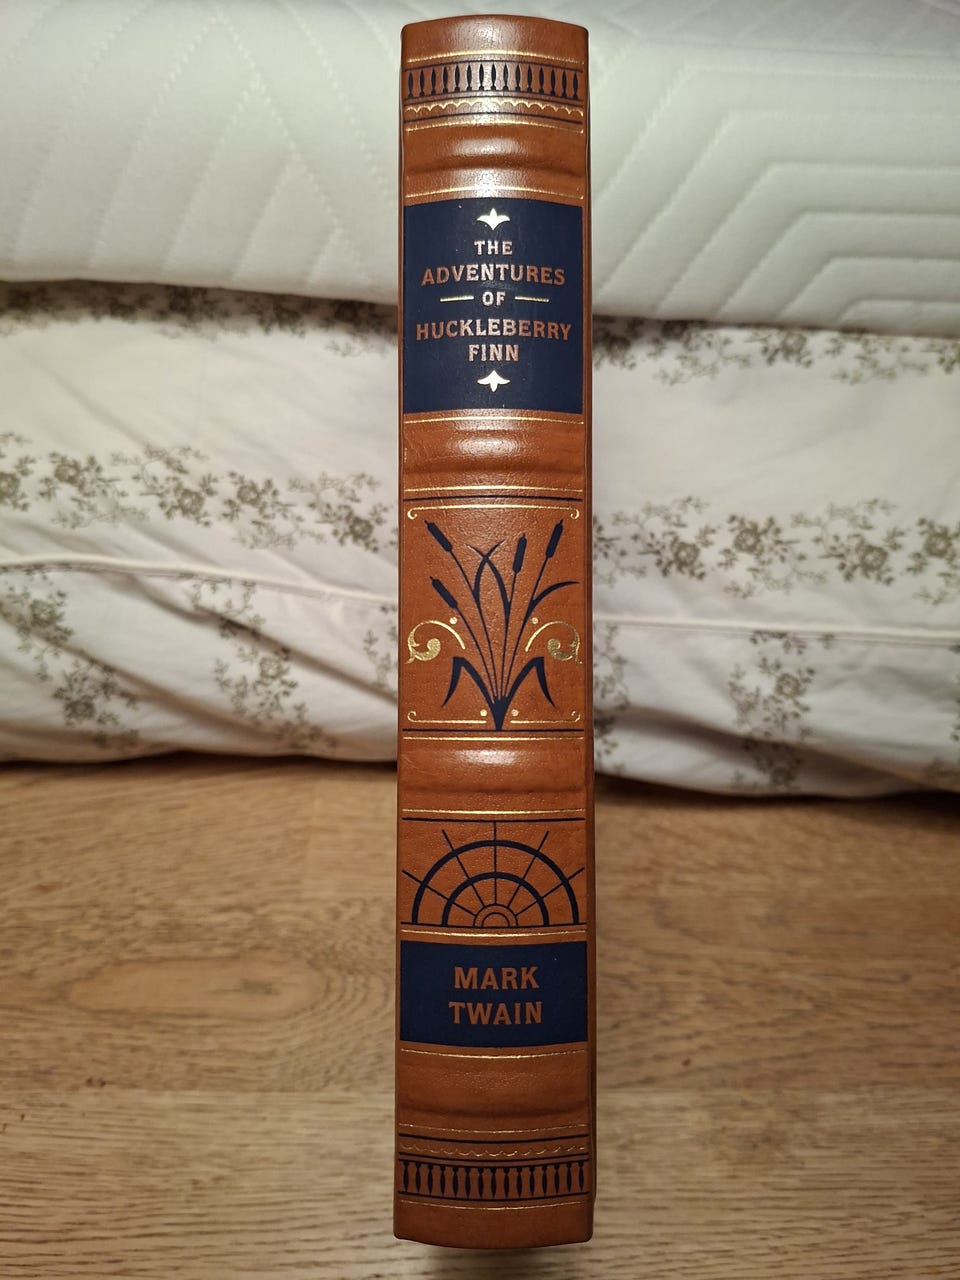 THE
ADVENTURES
OF
HUCKLEBERRY
FINN
MARK
TWAIN